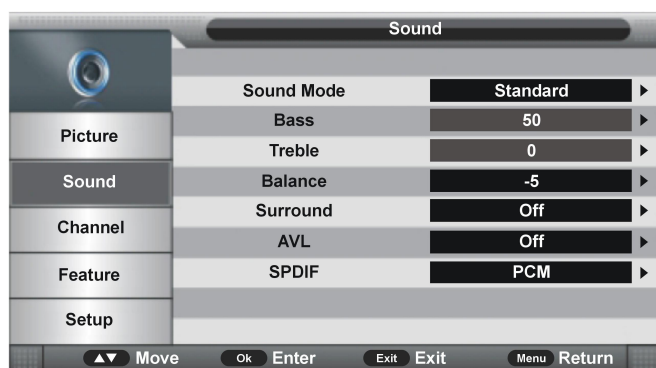 Sound
Picture
Sound
Channel
Feature
Setup
Sound Mode Standard
Bass 50
Treble 0
Balance -5
Surround Off
AVL Off
SPDIF PCM
▲▼ Move Ok Enter Exit Exit Menu Return